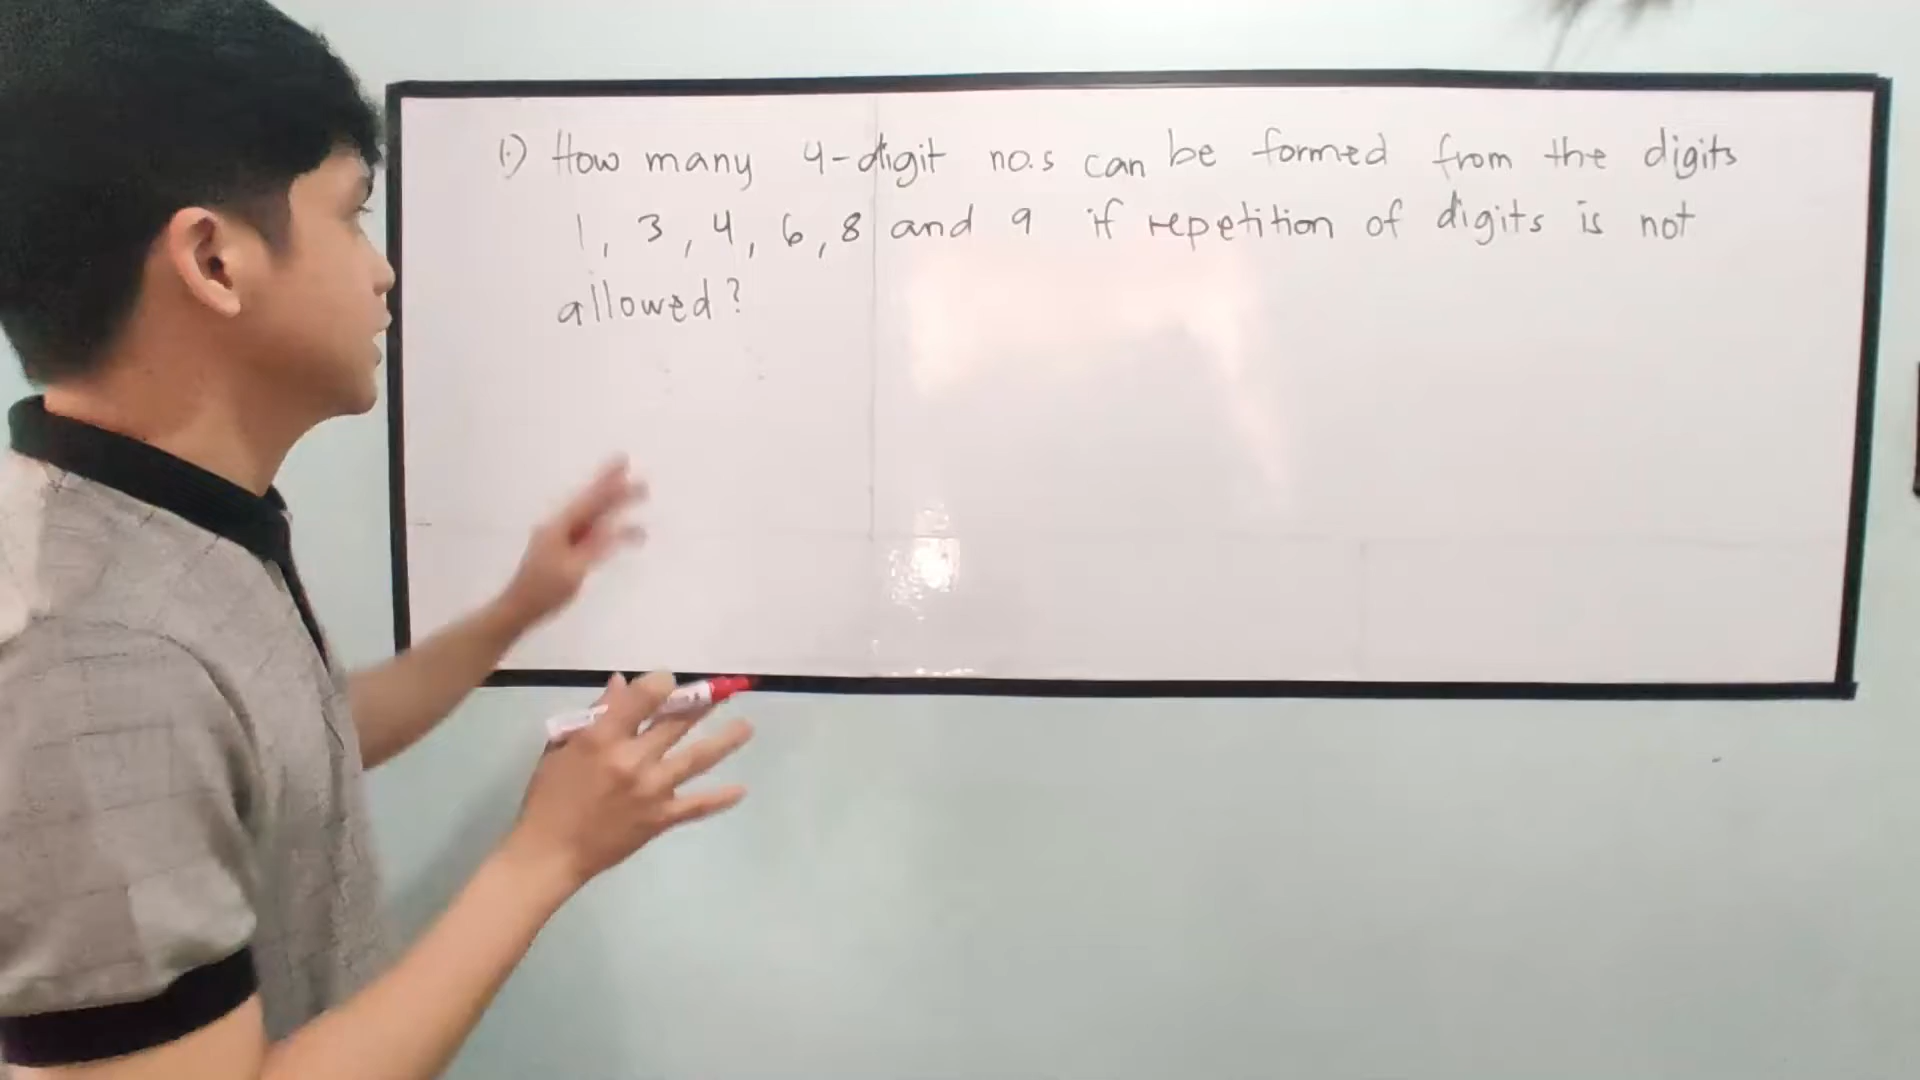 1.) How many 4-digit no.s can be formed from the digits
1, 3, 4, 6, 8 and 9 if repetition of digits is not
allowed?